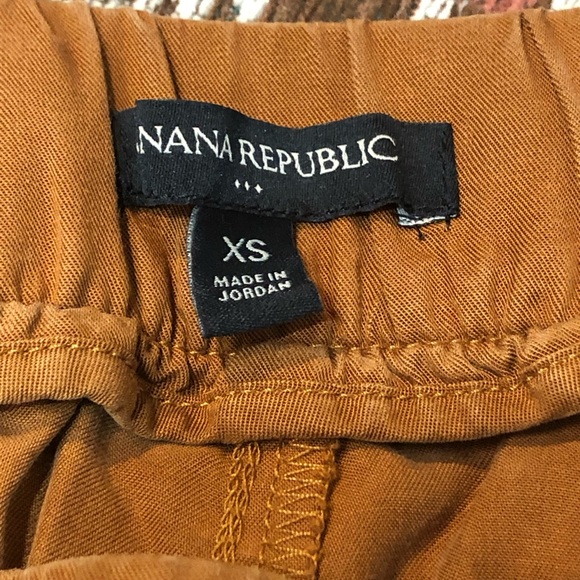 NANA REPUBLIC
XS
MADE IN
JORDAN